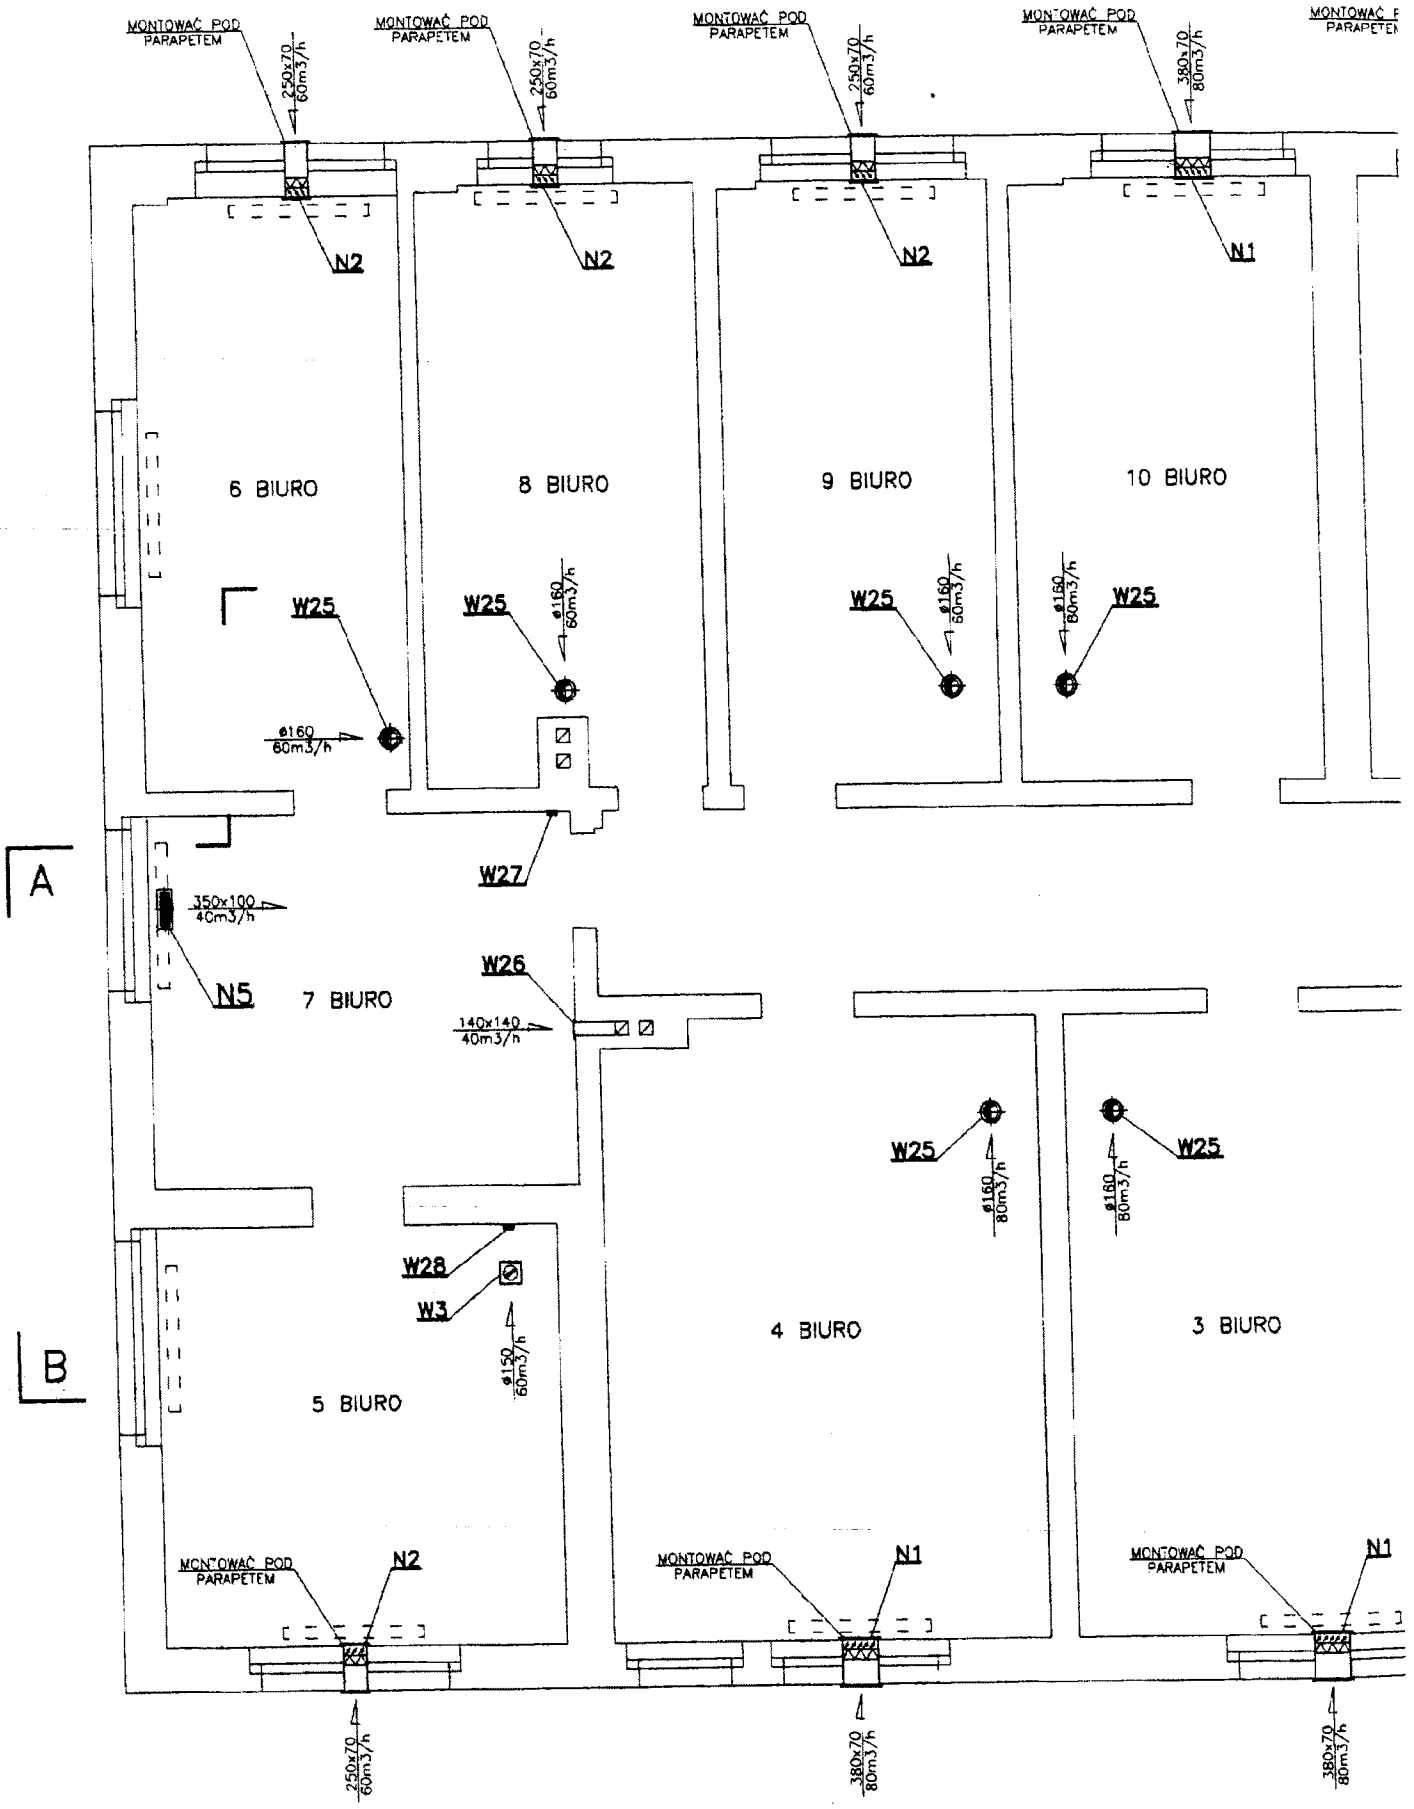 MONTOWAĆ POD
PARAPETEM
250x70
60m3/h
MONTOWAĆ POD
PARAPETEM
250x70
60m3/h
MONTOWAĆ POD
PARAPETEM
250x70
60m3/h
MONTOWAĆ POD
PARAPETEM
380x70
80m3/h
MONTOWAĆ
N2
N2
N2
N1
6 BIURO
8 BIURO
9 BIURO
10 BIURO
W25
ø160
60m3/h
W25
ø160
60m3/h
W25
ø160
60m3/h
W25
ø160
80m3/h
W27
A
350x100
40m3/h
N5
7 BIURO
W26
140x140
40m3/h
W25
ø160
80m3/h
W25
ø160
80m3/h
W28
W3
ø150
60m3/h
B
5 BIURO
4 BIURO
3 BIURO
MONTOWAĆ POD
PARAPETEM
N2
250x70
60m3/h
MONTOWAĆ POD
PARAPETEM
N1
380x70
80m3/h
MONTOWAĆ POD
PARAPETEM
N1
380x70
80m3/h